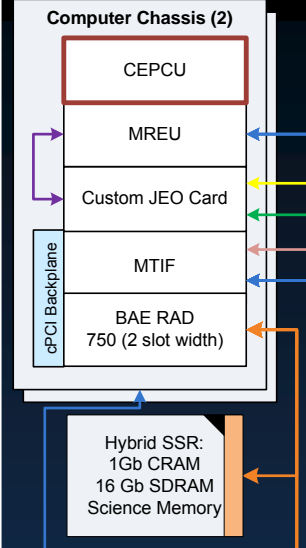 Computer Chassis (2)
CEPCU
MREU
Custom JEO Card
cPCI Backplane
MTIF
BAE RAD
750 (2 slot width)
Hybrid SSR:
1Gb CRAM
16 Gb SDRAM
Science Memory